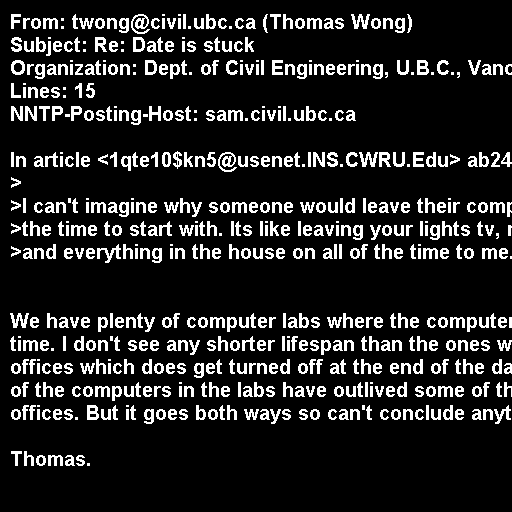 From: twong@civil.ubc.ca (Thomas Wong)
Subject: Re: Date is stuck
Organization: Dept. of Civil Engineering, U.B.C., Vanc
Lines: 15
NNTP-Posting-Host: sam.civil.ubc.ca
In article <1qte10$kn5@usenet.INS.CWRU.Edu> ab24
>
>I can't imagine why someone would leave their comp
>the time to start with. Its like leaving your lights tv,
>and everything in the house on all of the time to me.
We have plenty of computer labs where the computer
time. I don't see any shorter lifespan than the ones w
offices which does get turned off at the end of the da
of the computers in the labs have outlived some of th
offices. But it goes both ways so can't conclude anyt
Thomas.